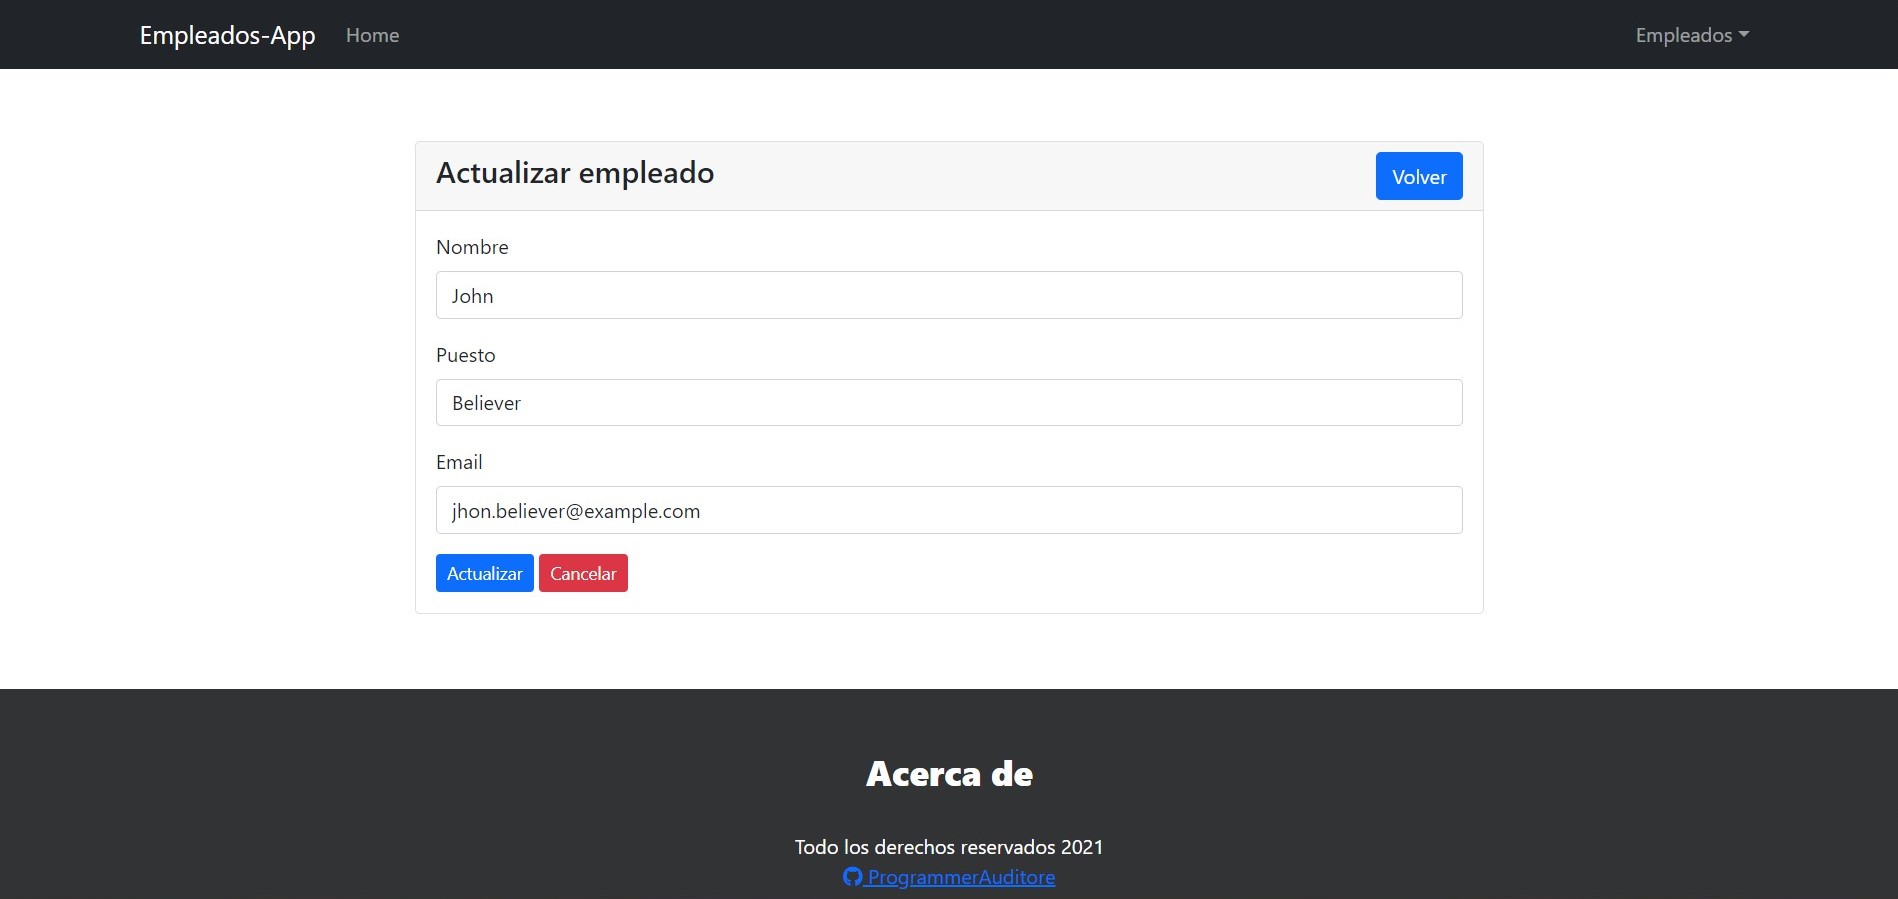 Empleados-App Home Empleados
Actualizar empleado Volver
Nombre
John
Puesto
Believer
Email
jhon.believer@example.com
Actualizar Cancelar
Acerca de
Todo los derechos reservados 2021
ProgrammerAuditore